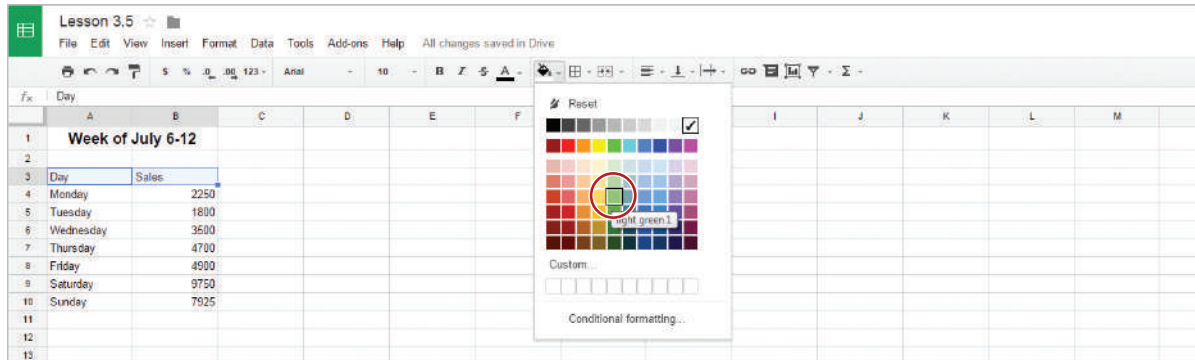 Lesson 3.5
File Edit View Insert Format Data Tools Add-ons Help All changes saved in Drive
$ % .0 .00 123 Arial 10 B I S A Σ
fx Day
A B C D E F I J K L M
1 Week of July 6-12
2
3 Day Sales
4 Monday 2250
5 Tuesday 1800
6 Wednesday 3500
7 Thursday 4700
8 Friday 4900
9 Saturday 9750
10 Sunday 7925
11
12
13
Reset
light green 1
Custom...
Conditional formatting...